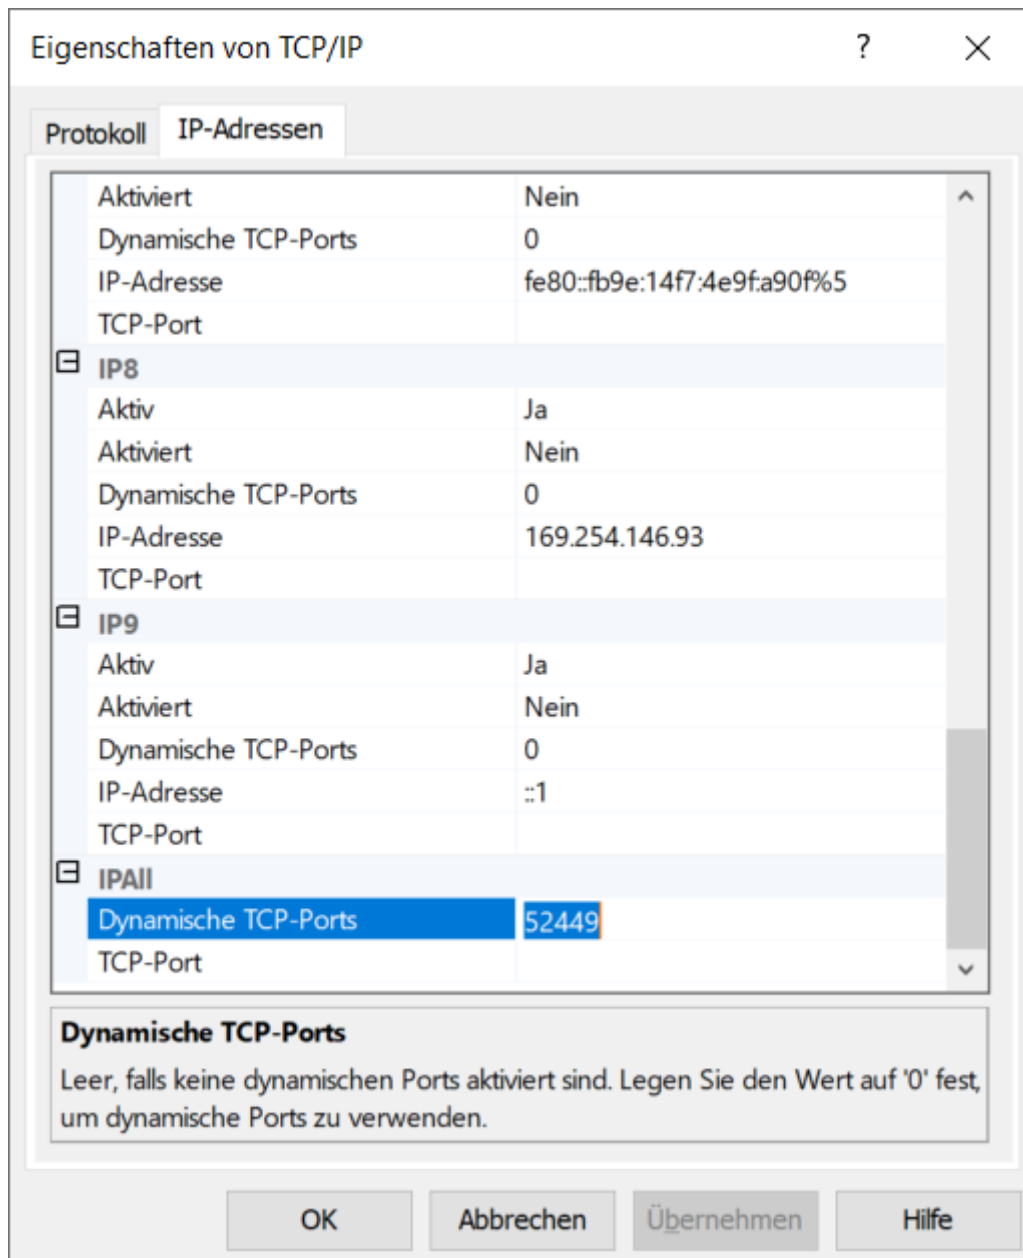 Eigenschaften von TCP/IP ?
Protokoll IP-Adressen
Aktiviert Nein
Dynamische TCP-Ports 0
IP-Adresse fe80::fb9e:14f7:4e9f:a90f%5
TCP-Port
IP8
Aktiv Ja
Aktiviert Nein
Dynamische TCP-Ports 0
IP-Adresse 169.254.146.93
TCP-Port
IP9
Aktiv Ja
Aktiviert Nein
Dynamische TCP-Ports 0
IP-Adresse ::1
TCP-Port
IPAll
Dynamische TCP-Ports 52449
TCP-Port
Dynamische TCP-Ports
Leer, falls keine dynamischen Ports aktiviert sind. Legen Sie den Wert auf '0' fest,
um dynamische Ports zu verwenden.
OK Abbrechen Übernehmen Hilfe